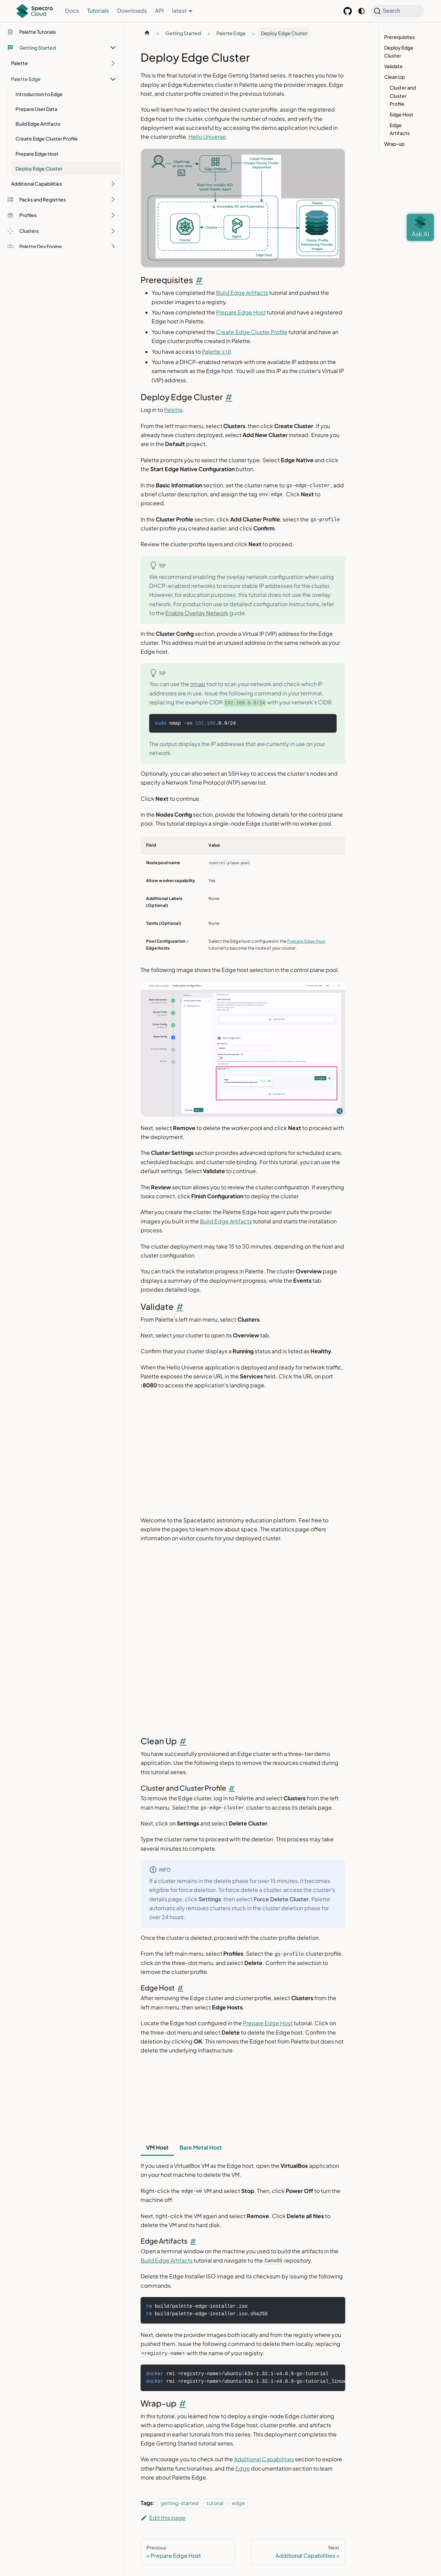 Spectro Cloud
Docs
Tutorials
Downloads
API
latest
Search
Palette Tutorials
Getting Started
Palette
Palette Edge
Introduction to Edge
Prepare User Data
Build Edge Artifacts
Create Edge Cluster Profile
Prepare Edge Host
Deploy Edge Cluster
Additional Capabilities
Packs and Registries
Profiles
Clusters
Palette Dev Engine
Getting Started
Palette Edge
Deploy Edge Cluster
Prerequisites
Deploy Edge
Cluster
Validate
Clean Up
Cluster and
Cluster
Profile
Edge Host
Edge
Artifacts
Wrap-up
Ask AI
Deploy Edge Cluster
This is the final tutorial in the Edge Getting Started series. It teaches you how to
deploy an Edge Kubernetes cluster in Palette using the provider images, Edge
host, and cluster profile created in the previous tutorials.
You will learn how to select the desired cluster profile, assign the registered
Edge host to the cluster, configure the number of nodes, and verify the
deployment was successful by accessing the demo application included in
the cluster profile, Hello Universe.
Prerequisites #
You have completed the Build Edge Artifacts tutorial and pushed the
provider images to a registry.
You have completed the Prepare Edge Host tutorial and have a registered
Edge host in Palette.
You have completed the Create Edge Cluster Profile tutorial and have an
Edge cluster profile created in Palette.
You have access to Palette's UI.
You have a DHCP-enabled network with one available IP address on the
same network as the Edge host. You will use this IP as the cluster's Virtual IP
(VIP) address.
Deploy Edge Cluster #
Log in to Palette.
From the left main menu, select Clusters, then click Create Cluster. If you
already have clusters deployed, select Add New Cluster instead. Ensure you
are in the Default project.
Palette prompts you to select the cluster type. Select Edge Native and click
the Start Edge Native Configuration button.
In the Basic Information section, set the cluster name to gs-edge-cluster, add
a brief cluster description, and assign the tag env:edge. Click Next to
proceed.
In the Cluster Profile section, click Add Cluster Profile, select the gs-profile
cluster profile you created earlier, and click Confirm.
Review the cluster profile layers and click Next to proceed.
TIP
We recommend enabling the overlay network configuration when using
DHCP-enabled networks to ensure stable IP addresses for the cluster.
However, for education purposes, this tutorial does not use the overlay
network. For production use or detailed configuration instructions, refer
to the Enable Overlay Network guide.
In the Cluster Config section, provide a Virtual IP (VIP) address for the Edge
cluster. This address must be an unused address on the same network as your
Edge host.
TIP
You can use the nmap tool to scan your network and check which IP
addresses are in use. Issue the following command in your terminal,
replacing the example CIDR 192.168.0.0/24 with your network's CIDR.
sudo nmap -sn 192.168.0.0/24
The output displays the IP addresses that are currently in use on your
network.
Optionally, you can also select an SSH key to access the cluster's nodes and
specify a Network Time Protocol (NTP) server list.
Click Next to continue.
In the Nodes Config section, provide the following details for the control plane
pool. This tutorial deploys a single-node Edge cluster with no worker pool.
Field
Value
Node pool name
control-plane-pool
Allow worker capability
Yes
Additional Labels
(Optional)
None
Taints (Optional)
None
Pool Configuration >
Edge Hosts
Select the Edge host configured in the Prepare Edge Host
tutorial to become the node of your cluster.
The following image shows the Edge host selection in the control plane pool.
Next, select Remove to delete the worker pool and click Next to proceed with
the deployment.
The Cluster Settings section provides advanced options for scheduled scans,
scheduled backups, and cluster role binding. For this tutorial, you can use the
default settings. Select Validate to continue.
The Review section allows you to review the cluster configuration. If everything
looks correct, click Finish Configuration to deploy the cluster.
After you create the cluster, the Palette Edge host agent pulls the provider
images you built in the Build Edge Artifacts tutorial and starts the installation
process.
The cluster deployment may take 15 to 30 minutes, depending on the host and
cluster configuration.
You can track the installation progress in Palette. The cluster Overview page
displays a summary of the deployment progress, while the Events tab
provides detailed logs.
Validate #
From Palette's left main menu, select Clusters.
Next, select your cluster to open its Overview tab.
Confirm that your cluster displays a Running status and is listed as Healthy.
When the Hello Universe application is deployed and ready for network traffic,
Palette exposes the service URL in the Services field. Click the URL on port
:8080 to access the application's landing page.
Welcome to the Spacetastic astronomy education platform. Feel free to
explore the pages to learn more about space. The statistics page offers
information on visitor counts for your deployed cluster.
Clean Up #
You have successfully provisioned an Edge cluster with a three-tier demo
application. Use the following steps to remove the resources created during
this tutorial series.
Cluster and Cluster Profile #
To remove the Edge cluster, log in to Palette and select Clusters from the left
main menu. Select the gs-edge-cluster cluster to access its details page.
Next, click on Settings and select Delete Cluster.
Type the cluster name to proceed with the deletion. This process may take
several minutes to complete.
INFO
If a cluster remains in the delete phase for over 15 minutes, it becomes
eligible for force deletion. To force delete a cluster, access the cluster's
details page, click Settings, then select Force Delete Cluster. Palette
automatically removes clusters stuck in the cluster deletion phase for
over 24 hours.
Once the cluster is deleted, proceed with the cluster profile deletion.
From the left main menu, select Profiles. Select the gs-profile cluster profile,
click on the three-dot menu, and select Delete. Confirm the selection to
remove the cluster profile.
Edge Host #
After removing the Edge cluster and cluster profile, select Clusters from the
left main menu, then select Edge Hosts.
Locate the Edge host configured in the Prepare Edge Host tutorial. Click on
the three-dot menu and select Delete to delete the Edge host. Confirm the
deletion by clicking OK. This removes the Edge host from Palette but does not
delete the underlying infrastructure.
VM Host
Bare Metal Host
If you used a VirtualBox VM as the Edge host, open the VirtualBox application
on your host machine to delete the VM.
Right-click the edge-vm VM and select Stop. Then, click Power Off to turn the
machine off.
Next, right-click the VM again and select Remove. Click Delete all files to
delete the VM and its hard disk.
Edge Artifacts #
Open a terminal window on the machine you used to build the artifacts in the
Build Edge Artifacts tutorial and navigate to the CanvOS repository.
Delete the Edge Installer ISO image and its checksum by issuing the following
commands.
rm build/palette-edge-installer.iso
rm build/palette-edge-installer.iso.sha256
Next, delete the provider images both locally and from the registry where you
pushed them. Issue the following command to delete them locally, replacing
<registry-name> with the name of your registry.
docker rmi <registry-name>/ubuntu:k3s-1.32.1-v4.6.9-gs-tutorial
docker rmi <registry-name>/ubuntu:k3s-1.32.1-v4.6.9-gs-tutorial_linux
Wrap-up #
In this tutorial, you learned how to deploy a single-node Edge cluster along
with a demo application, using the Edge host, cluster profile, and artifacts
prepared in earlier tutorials from this series. This deployment completes the
Edge Getting Started tutorial series.
We encourage you to check out the Additional Capabilities section to explore
other Palette functionalities, and the Edge documentation section to learn
more about Palette Edge.
Tags:
getting-started
tutorial
edge
Edit this page
Previous
« Prepare Edge Host
Next
Additional Capabilities »